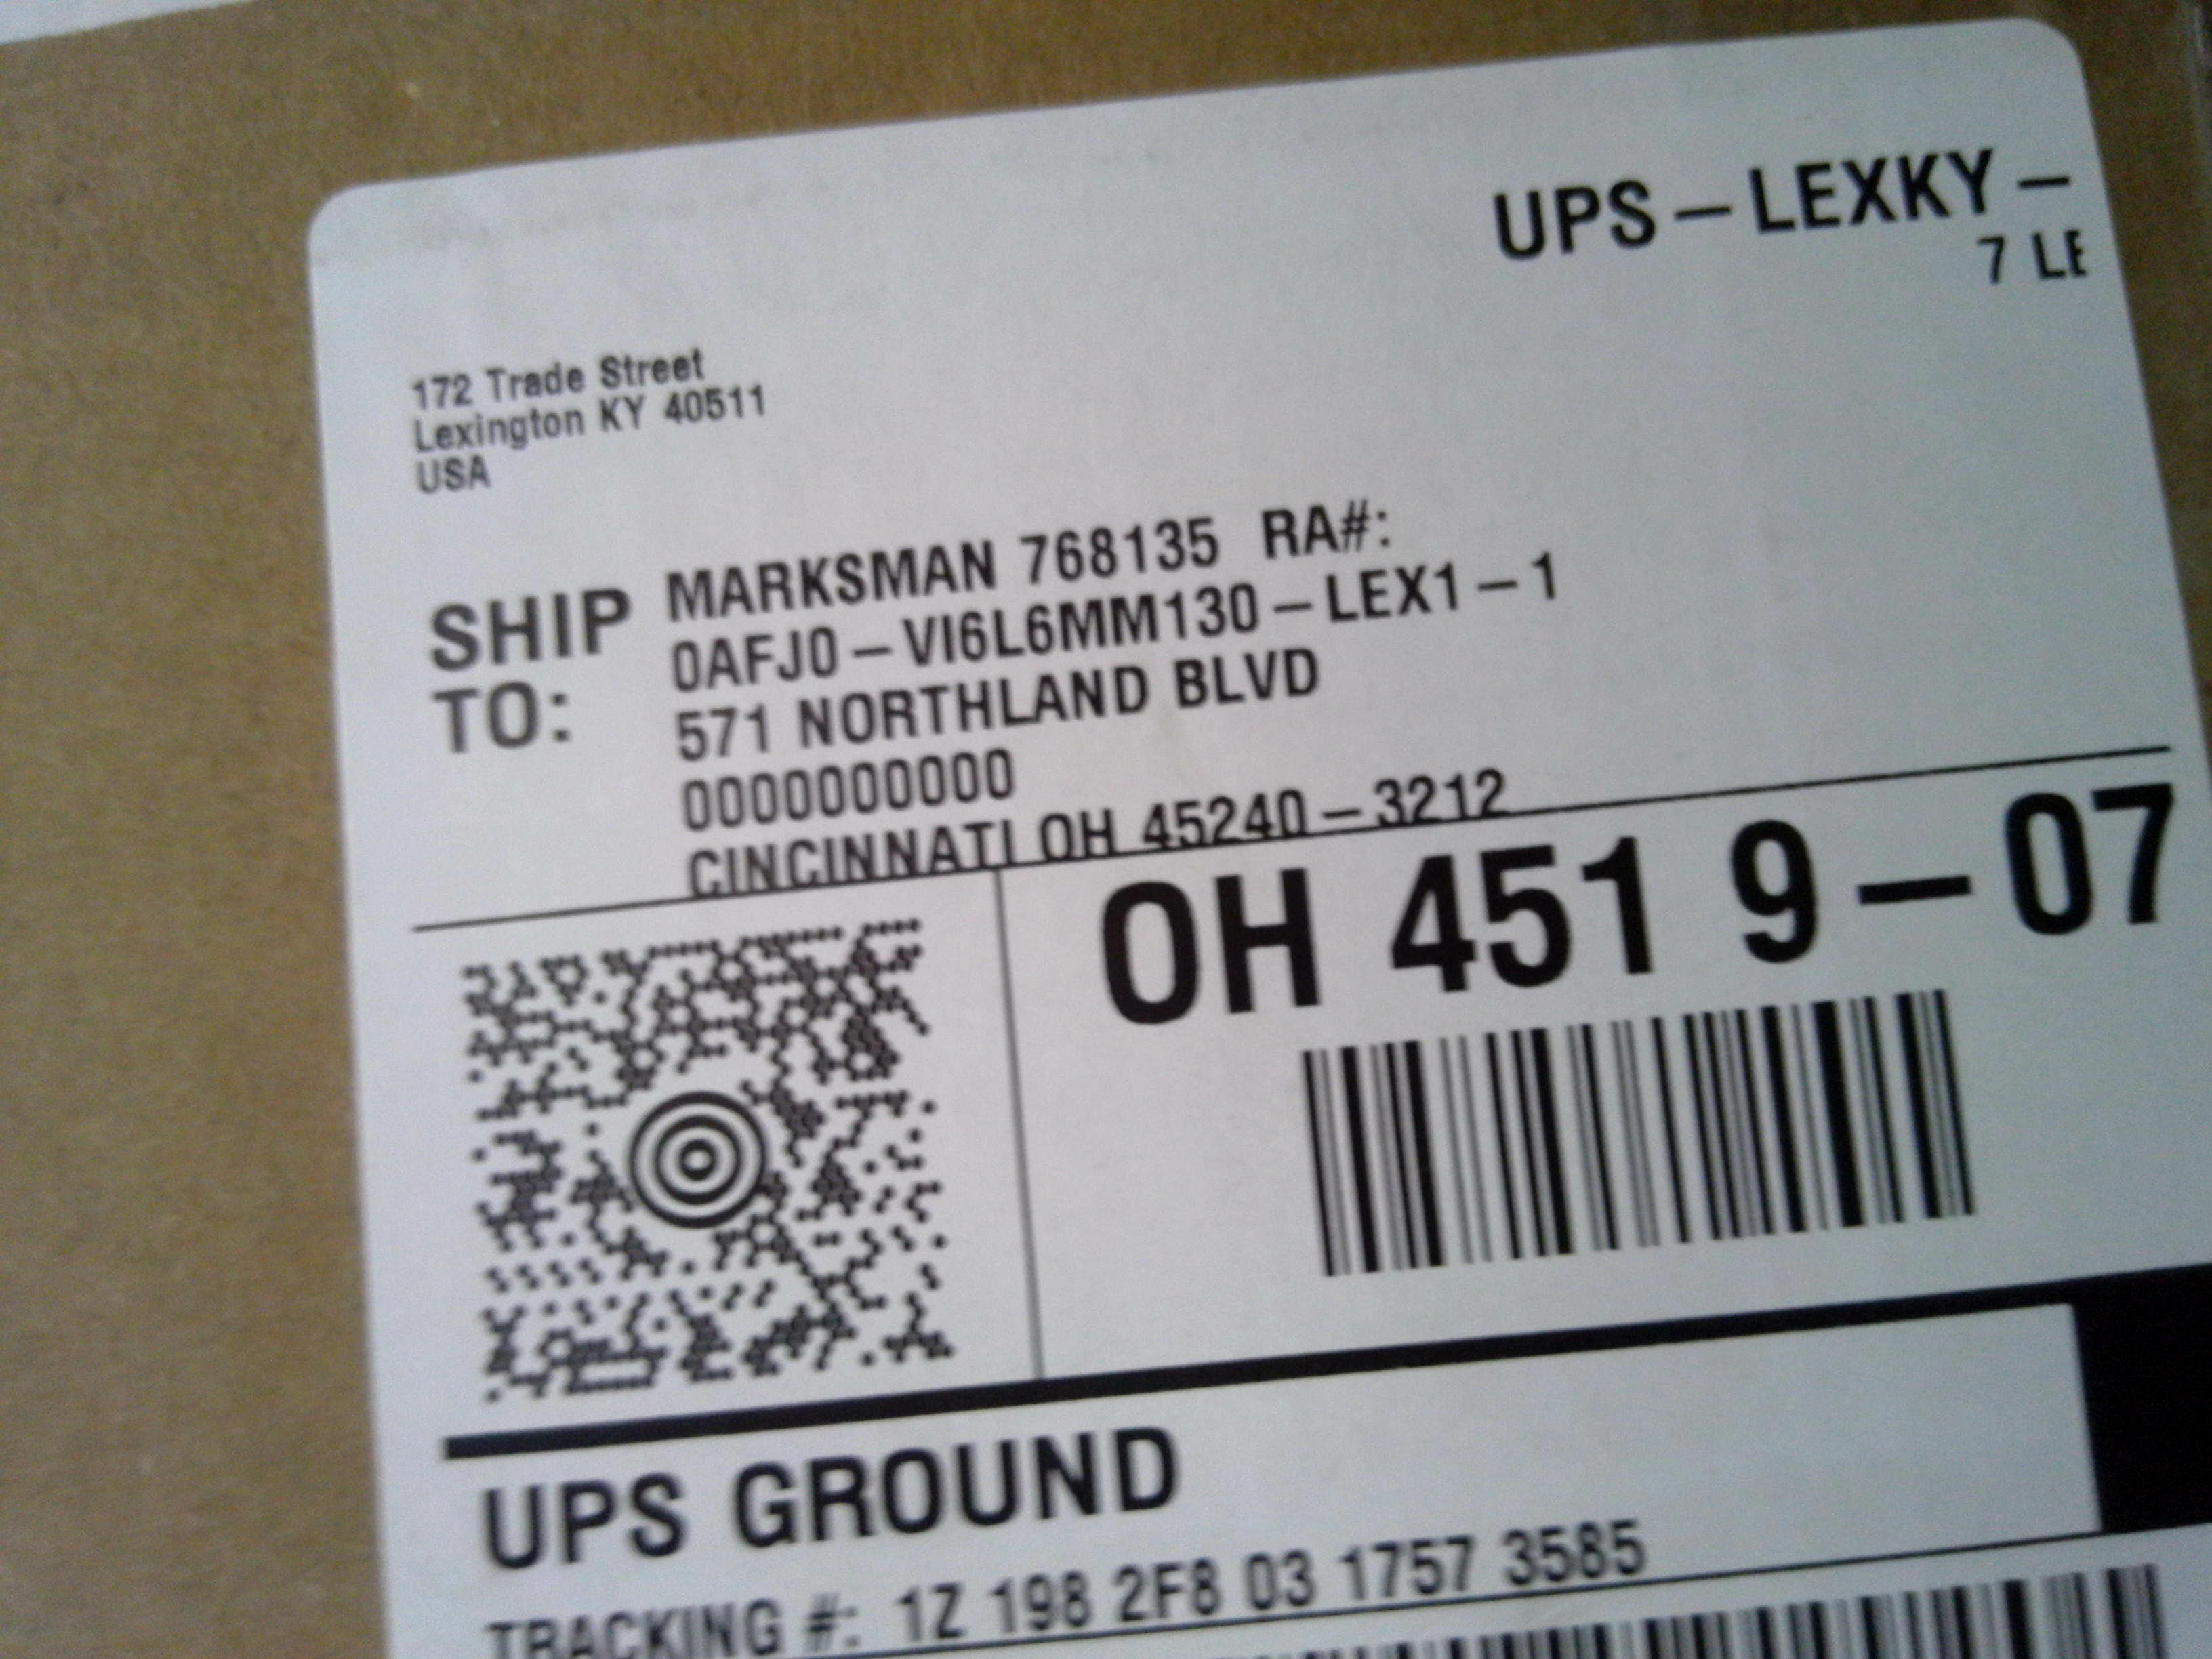 UPS – LEXKY –
7 LE
172 Trade Street
Lexington KY 40511
USA
SHIP TO:
MARKSMAN 768135 RA#:
0AFJ0 – VI6L6MM130 – LEX1 – 1
571 NORTHLAND BLVD
0000000000
CINCINNATI OH 45240 – 3212
OH 451 9 – 07
UPS GROUND
TRACKING #: 1Z 198 2F8 03 1757 3585